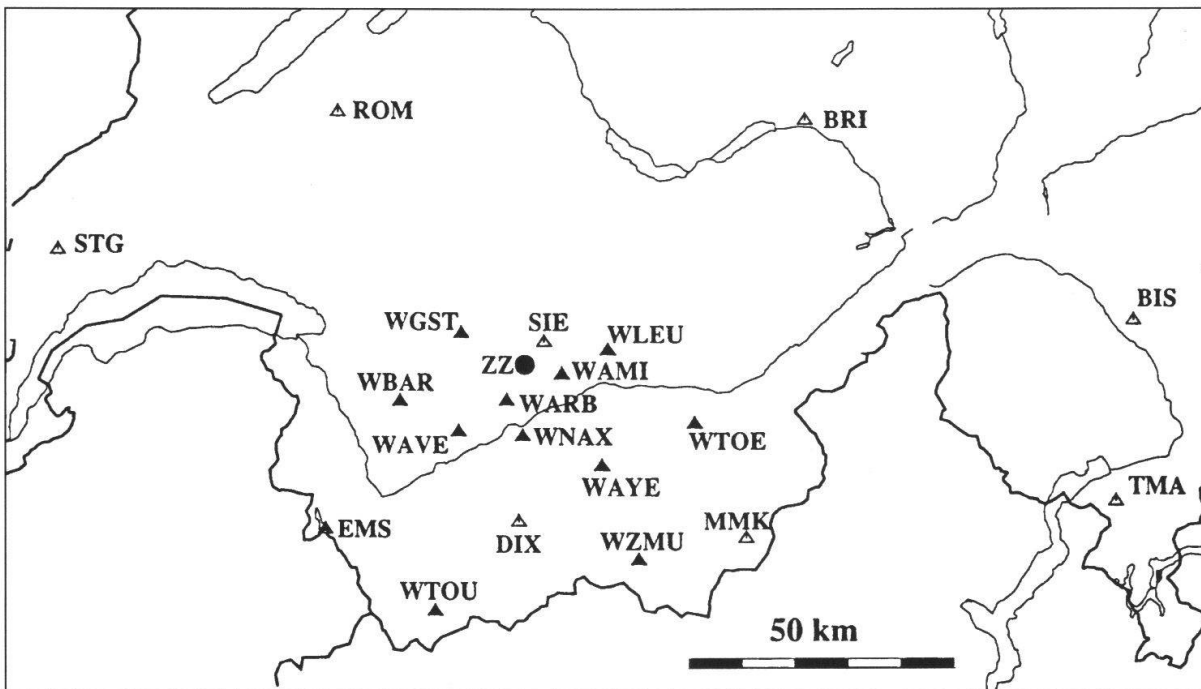 ROM
BRI
STG
BIS
WGST
SIE
WLEU
ZZ
WAMI
WBAR
WARB
WAVE
WNAX
WTOE
WAYE
TMA
EMS
DIX
MMK
WZMU
WTOU
50 km